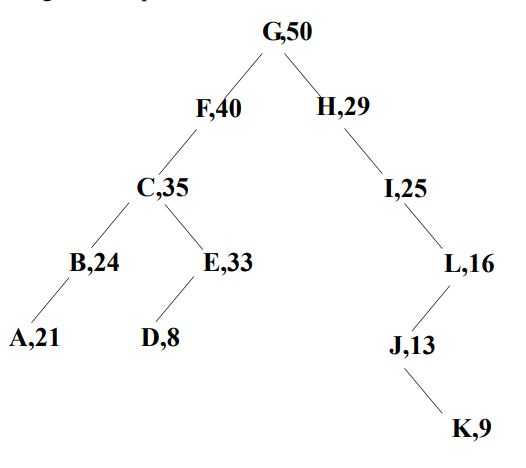 G,50
F,40 H,29
C,35 I,25
B,24 E,33 L,16
A,21 D,8 J,13
K,9